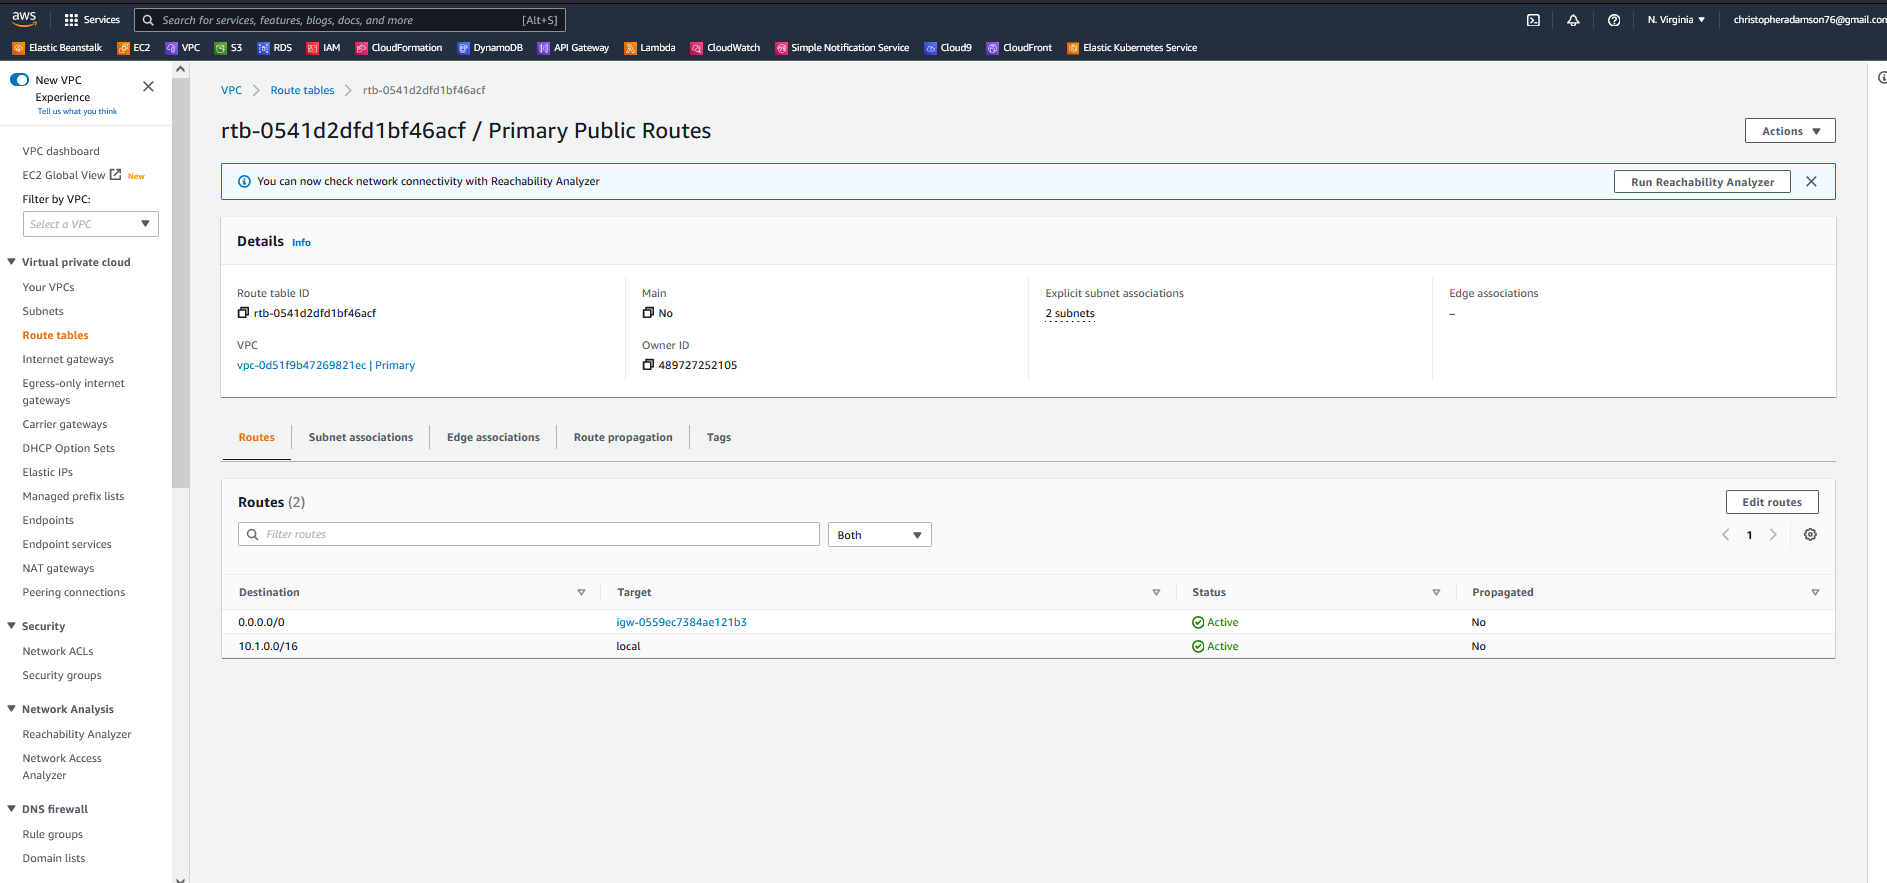 aws Services Search for services, features, blogs, docs, and more [Alt+S] N. Virginia christopheradamson76@gmail.com
Elastic Beanstalk EC2 VPC S3 RDS IAM CloudFormation DynamoDB API Gateway Lambda CloudWatch Simple Notification Service Cloud9 CloudFront Elastic Kubernetes Service
New VPC
Experience
Tell us what you think
VPC dashboard
EC2 Global View New
Filter by VPC:
Select a VPC
Virtual private cloud
Your VPCs
Subnets
Route tables
Internet gateways
Egress-only internet
gateways
Carrier gateways
DHCP Option Sets
Elastic IPs
Managed prefix lists
Endpoints
Endpoint services
NAT gateways
Peering connections
Security
Network ACLs
Security groups
Network Analysis
Reachability Analyzer
Network Access
Analyzer
DNS firewall
Rule groups
Domain lists
VPC Route tables rtb-0541d2dfd1bf46acf
rtb-0541d2dfd1bf46acf / Primary Public Routes
Actions
You can now check network connectivity with Reachability Analyzer
Run Reachability Analyzer
Details Info
Route table ID
rtb-0541d2dfd1bf46acf
VPC
vpc-0d51f9b47269821ec | Primary
Main
No
Owner ID
489727252105
Explicit subnet associations
2 subnets
Edge associations
–
Routes Subnet associations Edge associations Route propagation Tags
Routes (2)
Edit routes
Filter routes
Both
1
Destination Target Status Propagated
0.0.0.0/0 igw-0559ec7384ae121b3 Active No
10.1.0.0/16 local Active No